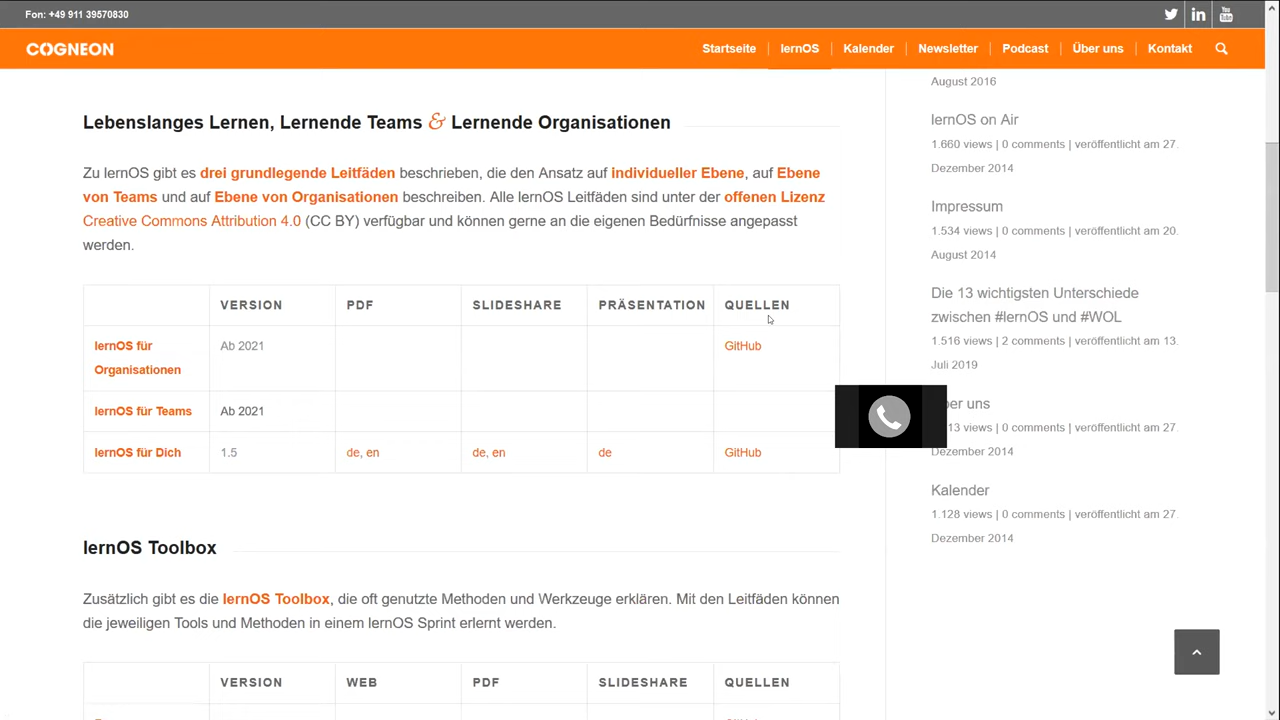 Fon: +49 911 39570830
You
COGNEON
Startseite
lernOS
Kalender
Newsletter
Podcast
Über uns
Kontakt
Lebenslanges Lernen, Lernende Teams & Lernende Organisationen
Zu lernOS gibt es drei grundlegende Leitfäden beschrieben, die den Ansatz auf individueller Ebene, auf Ebene
von Teams und auf Ebene von Organisationen beschreiben. Alle lernOS Leitfäden sind unter der offenen Lizenz
Creative Commons Attribution 4.0 (CC BY) verfügbar und können gerne an die eigenen Bedürfnisse angepasst
werden.
VERSION PDF SLIDESHARE PRÄSENTATION QUELLEN
lernOS für Ab 2021 GitHub
Organisationen
lernOS für Teams Ab 2021
lernOS für Dich 1.5 de, en de, en de GitHub
lernOS Toolbox
Zusätzlich gibt es die lernOS Toolbox, die oft genutzte Methoden und Werkzeuge erklären. Mit den Leitfäden können
die jeweiligen Tools und Methoden in einem lernOS Sprint erlernt werden.
VERSION WEB PDF SLIDESHARE QUELLEN
August 2016
lernOS on Air
1.660 views | 0 comments | veröffentlicht am 27.
Dezember 2014
Impressum
1.534 views | 0 comments | veröffentlicht am 20.
August 2014
Die 13 wichtigsten Unterschiede
zwischen #lernOS und #WOL
1.516 views | 2 comments | veröffentlicht am 13.
Juli 2019
uns
13 views | 0 comments | veröffentlicht am 27.
Dezember 2014
Kalender
1.128 views | 0 comments | veröffentlicht am 27.
Dezember 2014